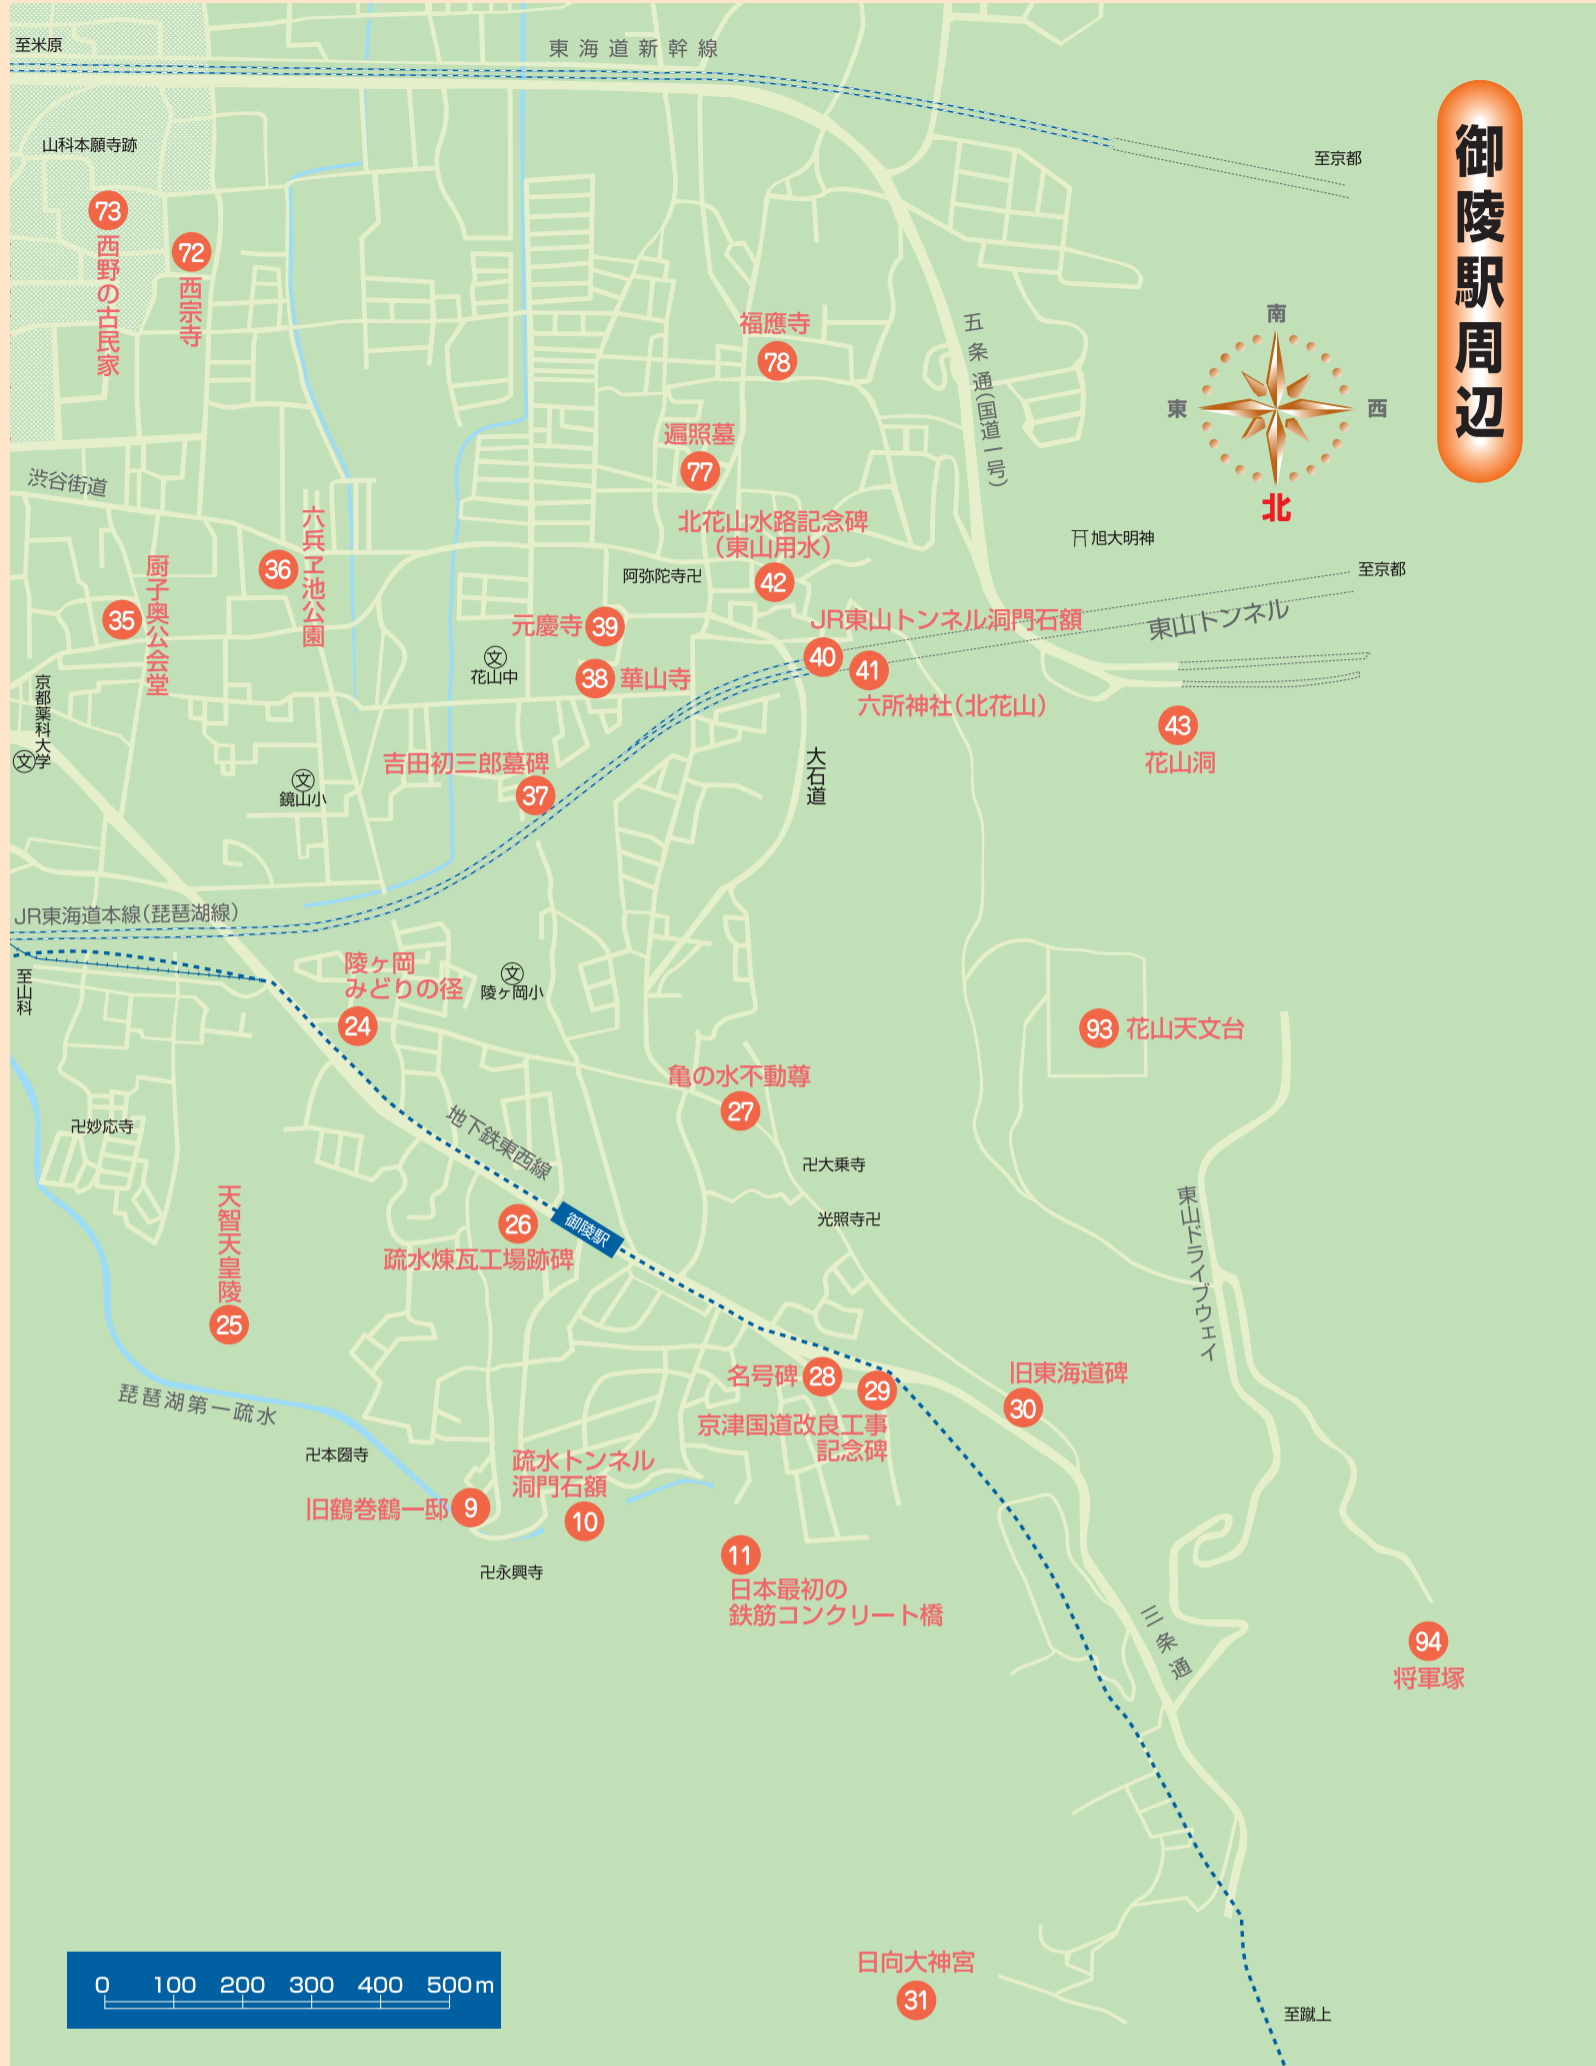 御陵駅周辺
至米原
東海道新幹線
山科本願寺跡
至京都
73
西野の古民家
72
西宗寺
南
東
西
北
福應寺
78
五条通(国道一号)
遍照墓
77
渋谷街道
六兵ヱ池公園
36
北花山水路記念碑
(東山用水)
42
旭大明神
至京都
厨子奥公会堂
35
阿弥陀寺卍
元慶寺
39
JR東山トンネル洞門石額
40
東山トンネル
文
花山中
38
華山寺
41
六所神社(北花山)
43
花山洞
京都薬科大学
文
吉田初三郎墓碑
37
大石道
文
鏡山小
JR東海道本線(琵琶湖線)
至山科
陵ヶ岡
みどりの径
24
文
陵ヶ岡小
93
花山天文台
亀の水不動尊
27
卍妙応寺
地下鉄東西線
卍大乗寺
天智天皇陵
25
26
疏水煉瓦工場跡碑
御陵駅
光照寺卍
東山ドライブウェイ
名号碑
28
29
京津国道改良工事
記念碑
旧東海道碑
30
琵琶湖第一疏水
卍本圀寺
疏水トンネル
洞門石額
10
旧鶴巻鶴一邸
9
卍永興寺
11
日本最初の
鉄筋コンクリート橋
三条通
94
将軍塚
日向大神宮
31
至蹴上
0 100 200 300 400 500m